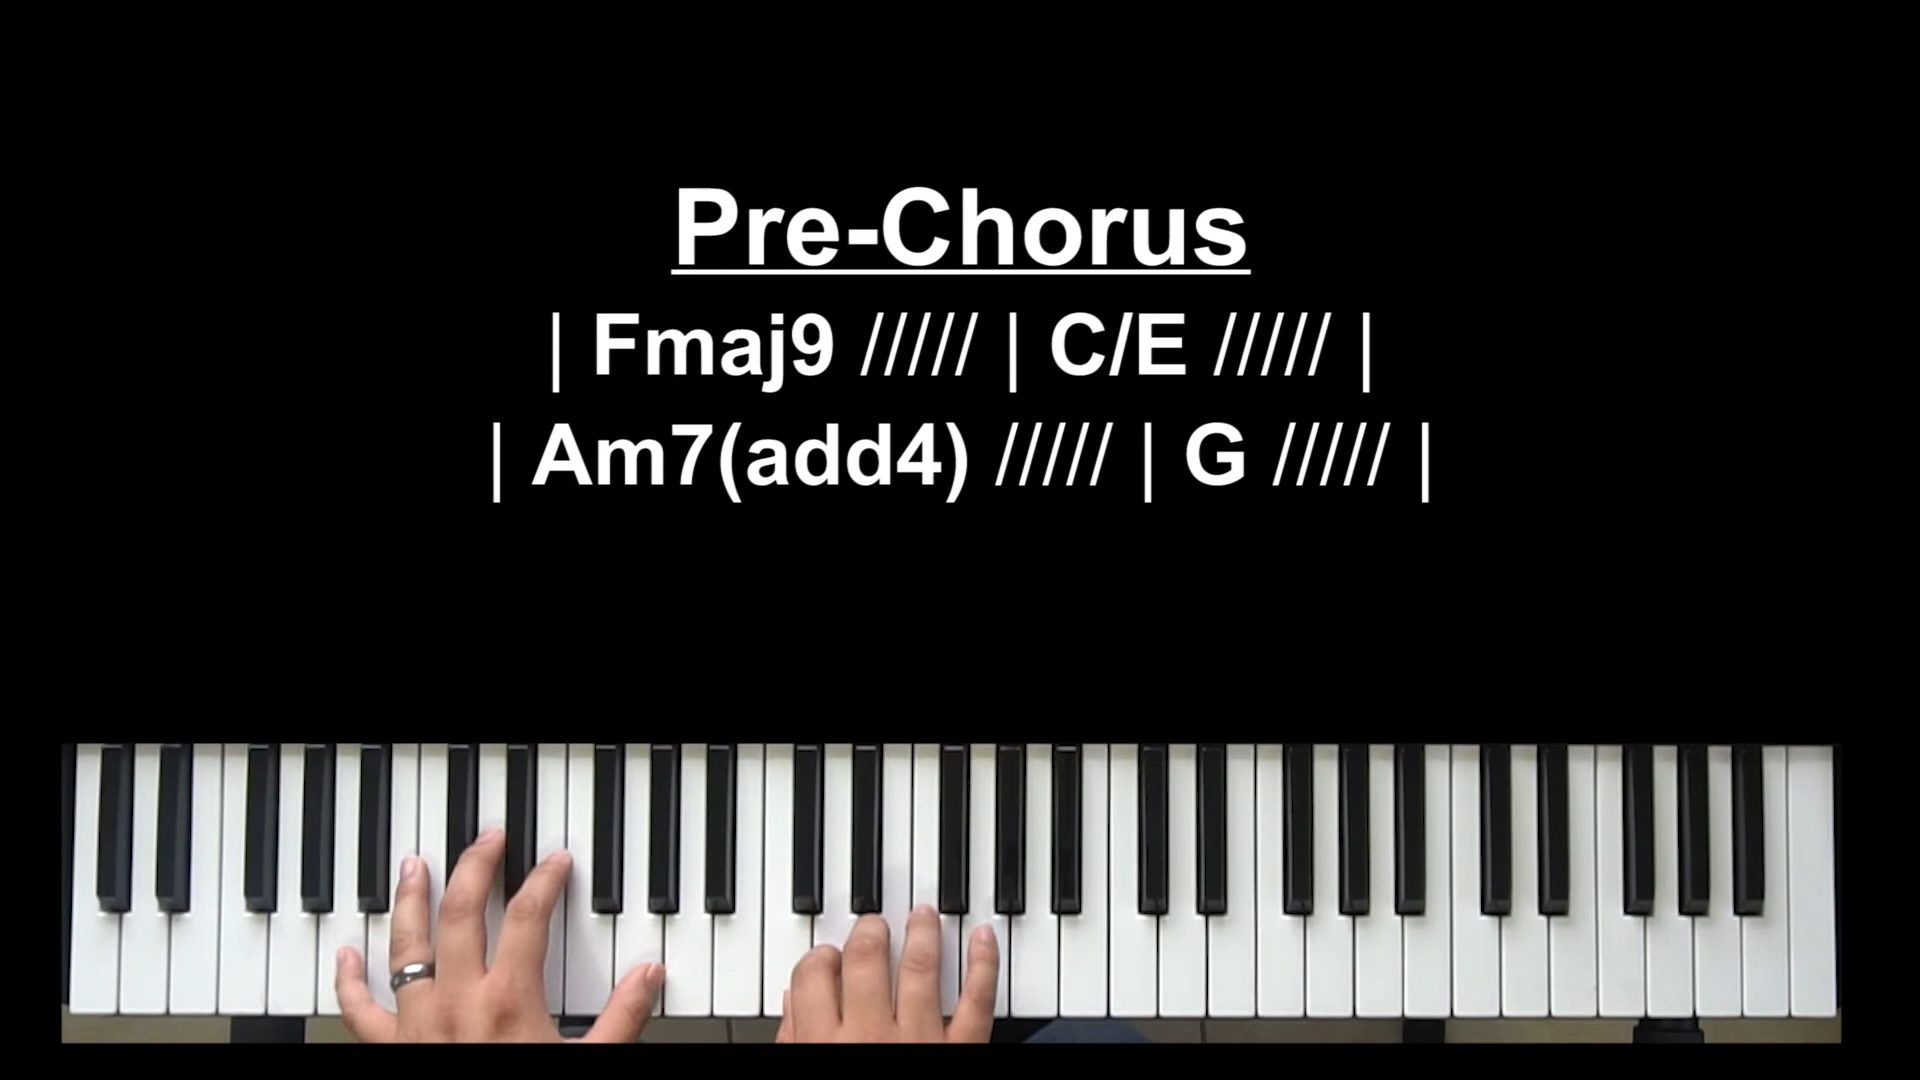 Pre-Chorus
| Fmaj9 ///// | C/E ///// |
| Am7(add4) ///// | G ///// |